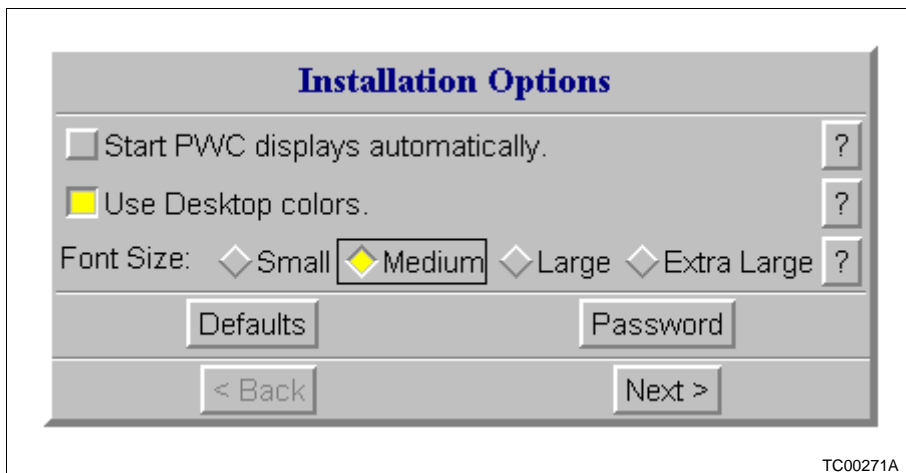 Installation Options
Start PWC displays automatically. ?
Use Desktop colors. ?
Font Size: Small Medium Large Extra Large ?
Defaults Password
< Back Next >
TC00271A